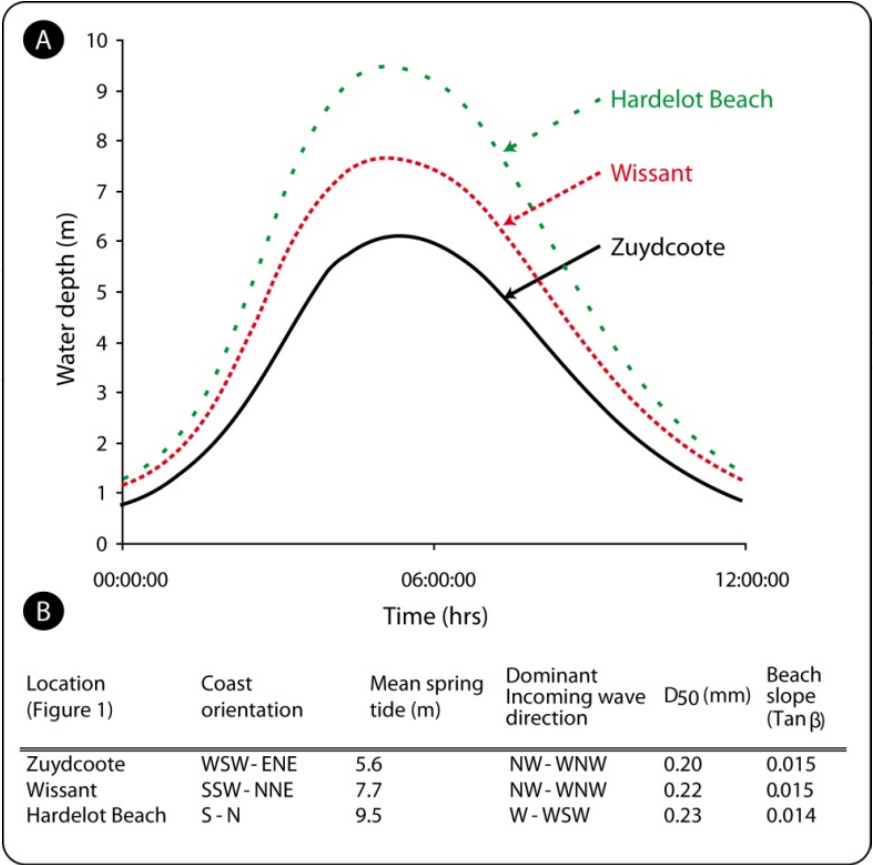 A
10
9
8
7
6
5
4
3
2
1
0
Water depth (m)
Hardelot Beach
Wissant
Zuydcoote
00:00:00 06:00:00 12:00:00
Time (hrs)
B
Location (Figure 1) Coast orientation Mean spring tide (m) Dominant Incoming wave direction D50 (mm) Beach slope (Tan β)
Zuydcoote WSW - ENE 5.6 NW - WNW 0.20 0.015
Wissant SSW - NNE 7.7 NW - WNW 0.22 0.015
Hardelot Beach S - N 9.5 W - WSW 0.23 0.014